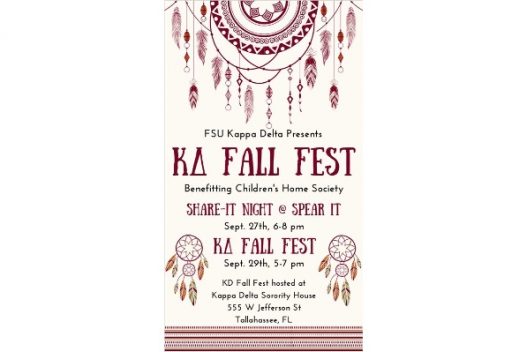 FSU Kappa Delta Presents
KΔ FALL FEST
Benefitting Children's Home Society
SHARE-IT NIGHT @ SPEAR IT
Sept. 27th, 6-8 pm
KΔ FALL FEST
Sept. 29th, 5-7 pm
KD Fall Fest hosted at
Kappa Delta Sorority House
555 W Jefferson St
Tallahassee, FL